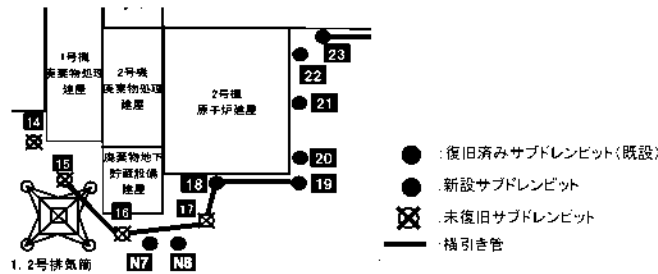 1号機
廃棄物処理
建屋
2号機
廃棄物処理
建屋
2号機
原子炉建屋
廃棄物地下
貯蔵設備
建屋
14
15
16
17
18
19
20
21
22
23
N7
N8
1, 2号排気筒
:復旧済みサブドレンピット(既設)
:新設サブドレンピット
:未復旧サブドレンピット
:横引き管